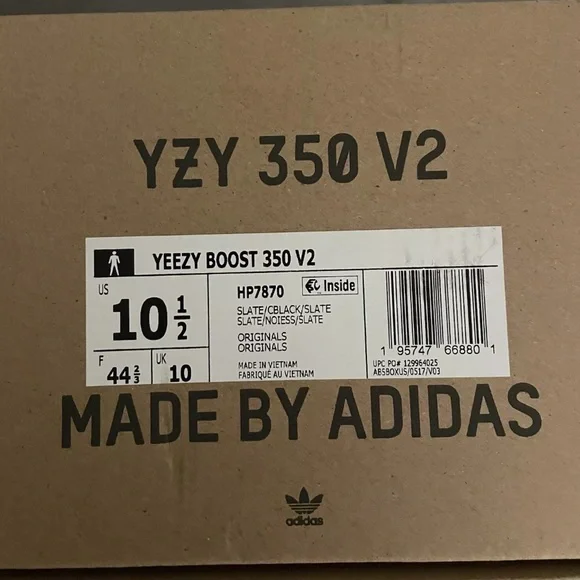 YZY 350 V2
YEEZY BOOST 350 V2
US
10 1/2
F
44 2/3
UK
10
HP7870
Inside
SLATE/CBLACK/SLATE
SLATE/NOIESS/SLATE
ORIGINALS
ORIGINALS
MADE IN VIETNAM
FABRIQUÉ AU VIETNAM
1 95747 66880 1
UPC PO# 129964025
AB5BOXUS/0517/V03
MADE BY ADIDAS
adidas